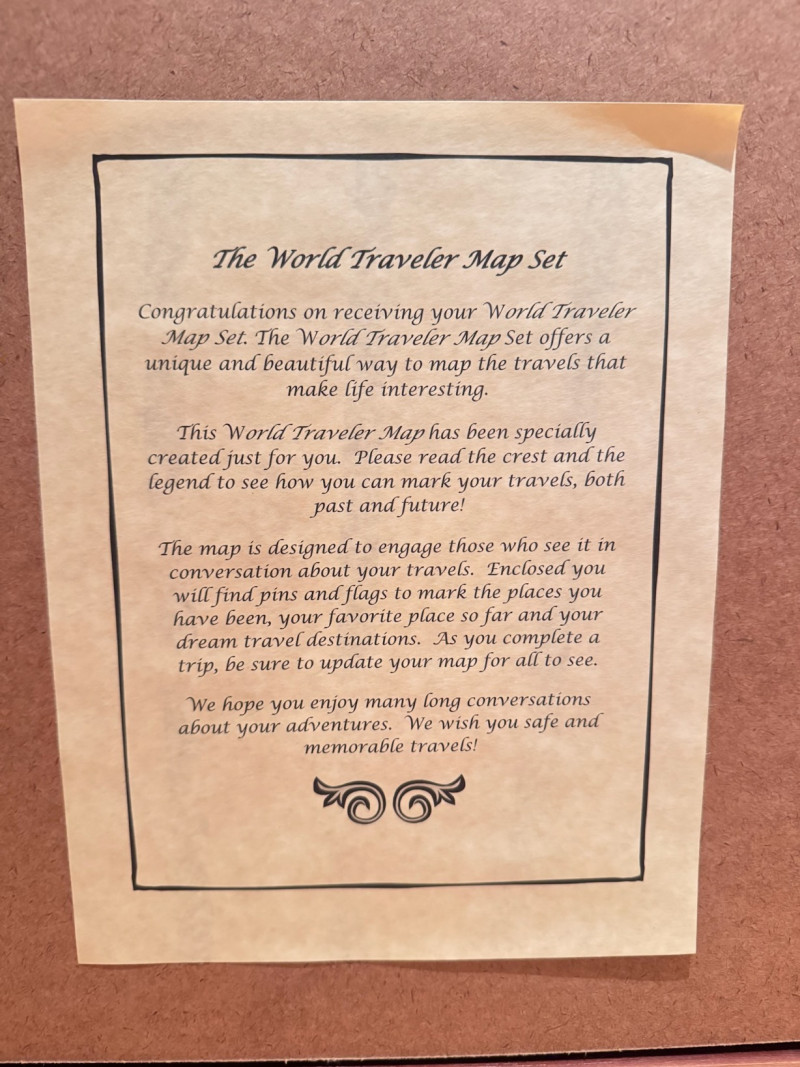 The World Traveler Map Set
Congratulations on receiving your World Traveler
Map Set. The World Traveler Map Set offers a
unique and beautiful way to map the travels that
make life interesting.
This World Traveler Map has been specially
created just for you.  Please read the crest and the
legend to see how you can mark your travels, both
past and future!
The map is designed to engage those who see it in
conversation about your travels.  Enclosed you
will find pins and flags to mark the places you
have been, your favorite place so far and your
dream travel destinations.  As you complete a
trip, be sure to update your map for all to see.
We hope you enjoy many long conversations
about your adventures.  We wish you safe and
memorable travels!